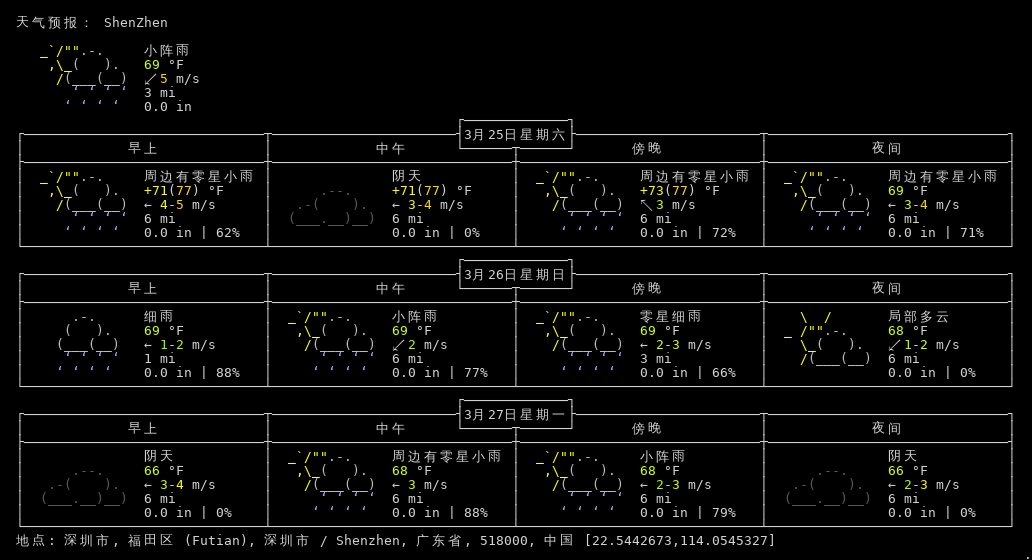 天气预报： ShenZhen
小阵雨
69 °F
↙5 m/s
3 mi
0.0 in
3月25日星期六
早上 中午 傍晚 夜间
周边有零星小雨 阴天 周边有零星小雨 周边有零星小雨
+71(77) °F +71(77) °F +73(77) °F 69 °F
← 4-5 m/s ← 3-4 m/s ↖3 m/s ← 3-4 m/s
6 mi 6 mi 6 mi 6 mi
0.0 in | 62% 0.0 in | 0% 0.0 in | 72% 0.0 in | 71%
3月26日星期日
早上 中午 傍晚 夜间
细雨 小阵雨 零星细雨 局部多云
69 °F 69 °F 69 °F 68 °F
← 1-2 m/s ↙2 m/s ← 2-3 m/s ↙1-2 m/s
1 mi 6 mi 3 mi 6 mi
0.0 in | 88% 0.0 in | 77% 0.0 in | 66% 0.0 in | 0%
3月27日星期一
早上 中午 傍晚 夜间
阴天 周边有零星小雨 小阵雨 阴天
66 °F 68 °F 68 °F 66 °F
← 3-4 m/s ← 3 m/s ← 2-3 m/s ← 2-3 m/s
6 mi 6 mi 6 mi 6 mi
0.0 in | 0% 0.0 in | 88% 0.0 in | 79% 0.0 in | 0%
地点: 深圳市, 福田区 (Futian), 深圳市 / Shenzhen, 广东省, 518000, 中国 [22.5442673,114.0545327]